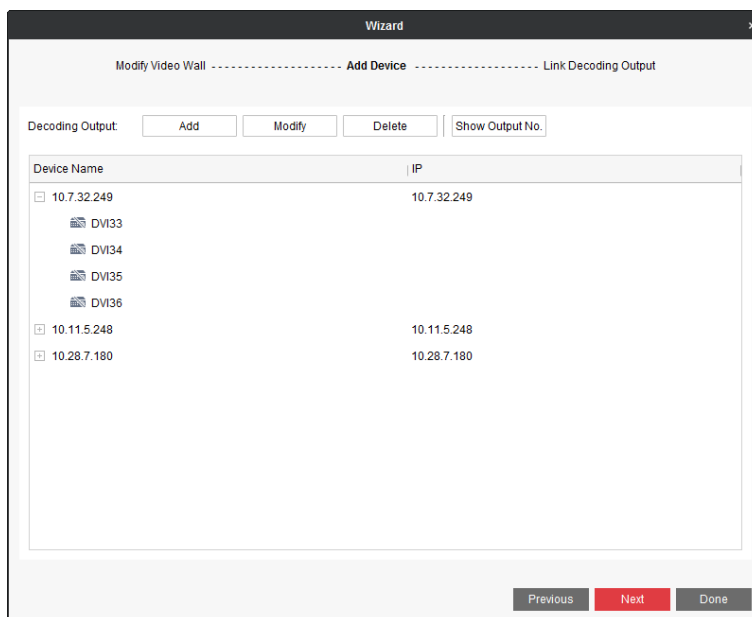 Wizard
Modify Video Wall - - - - - - - - - - - - - - - - - - - Add Device - - - - - - - - - - - - - - - - - - Link Decoding Output
Decoding Output: Add Modify Delete Show Output No.
Device Name IP
10.7.32.249 10.7.32.249
DVI33
DVI34
DVI35
DVI36
10.11.5.248 10.11.5.248
10.28.7.180 10.28.7.180
Previous Next Done